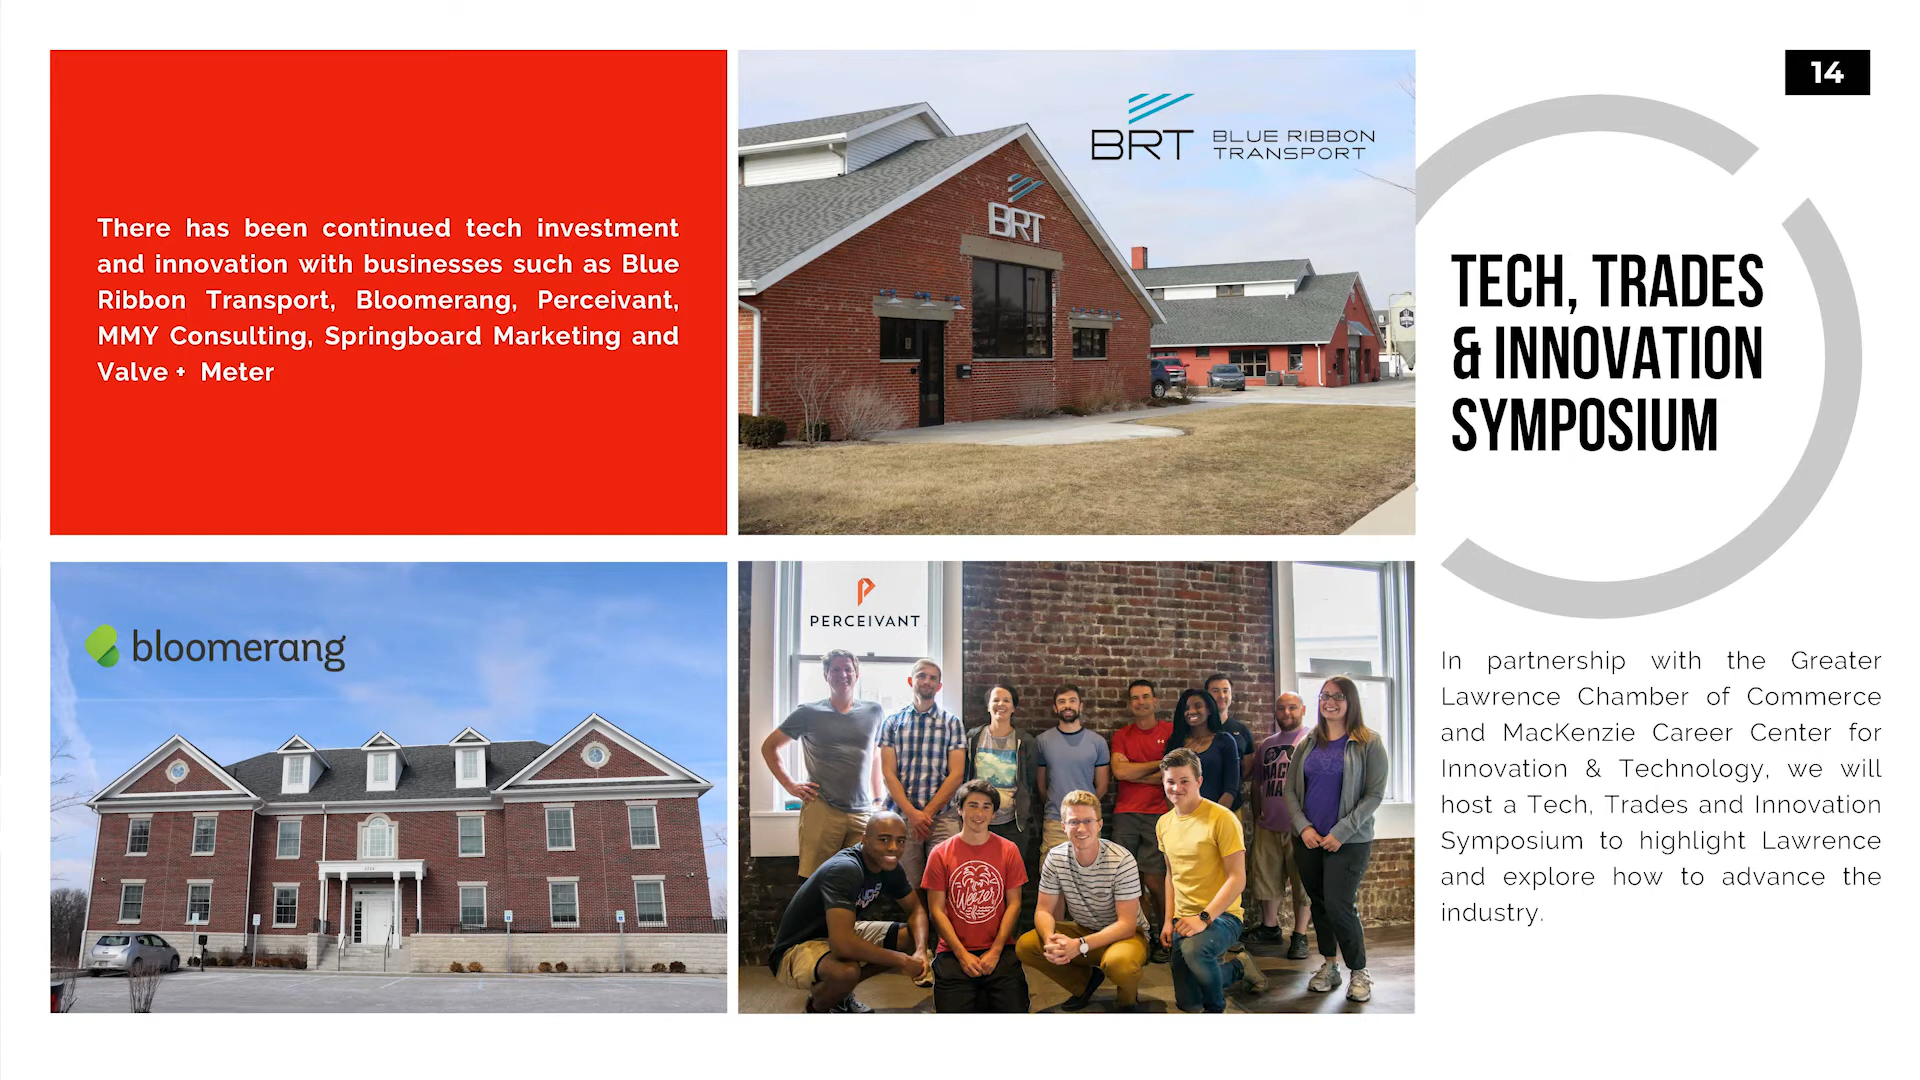 There has been continued tech investment
and innovation with businesses such as Blue
Ribbon Transport, Bloomerang, Perceivant,
MMY Consulting, Springboard Marketing and
Valve + Meter
BRT BLUE RIBBON
TRANSPORT
BRT
14
TECH, TRADES
& INNOVATION
SYMPOSIUM
bloomerang
PERCEIVANT
Weezer
In partnership with the Greater
Lawrence Chamber of Commerce
and MacKenzie Career Center for
Innovation & Technology, we will
host a Tech, Trades and Innovation
Symposium to highlight Lawrence
and explore how to advance the
industry.